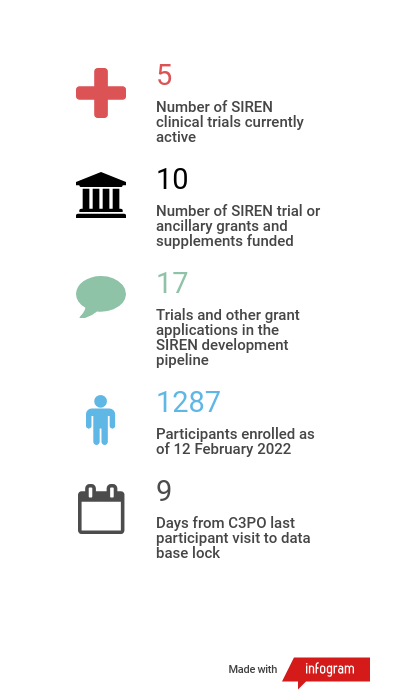 5
Number of SIREN
clinical trials currently
active
10
Number of SIREN trial or
ancillary grants and
supplements funded
17
Trials and other grant
applications in the
SIREN development
pipeline
1287
Participants enrolled as
of 12 February 2022
9
Days from C3PO last
participant visit to data
base lock
Made with infogram